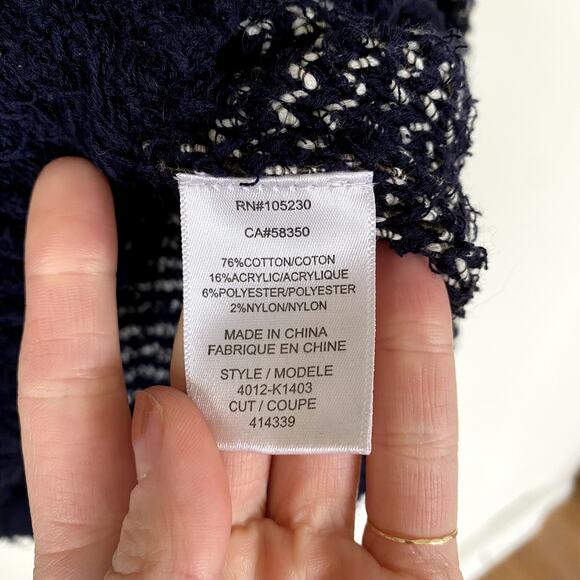 RN#105230
CA#58350
76%COTTON/COTON
16%ACRYLIC/ACRYLIQUE
6%POLYESTER/POLYESTER
2%NYLON/NYLON
MADE IN CHINA
FABRIQUE EN CHINE
STYLE / MODELE
4012-K1403
CUT / COUPE
414339